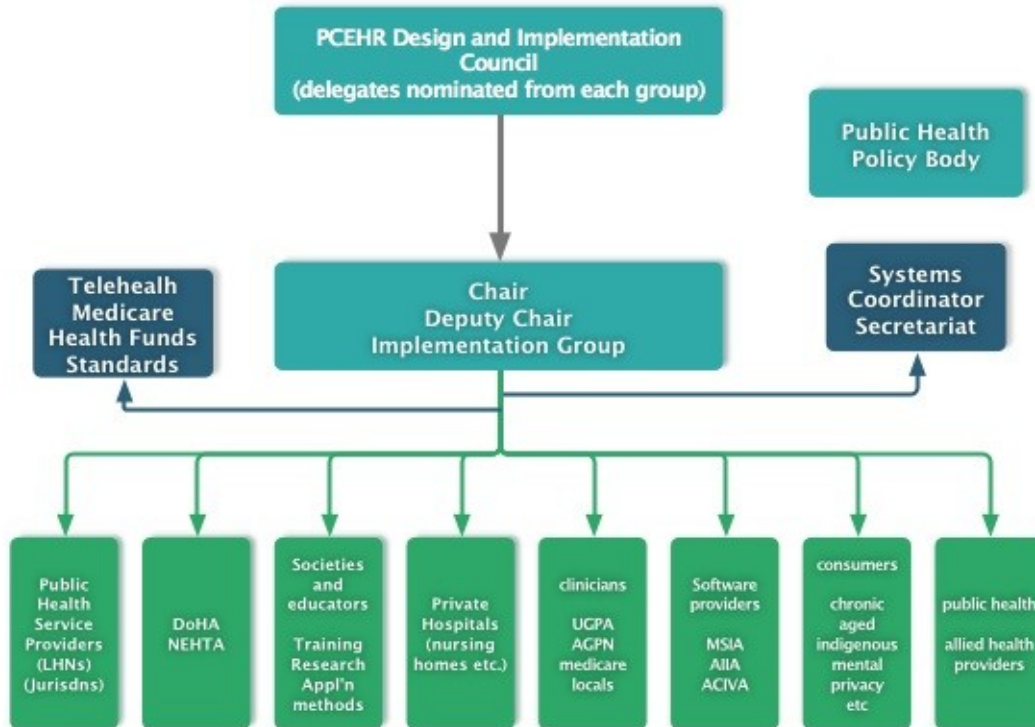 PCEHR Design and Implementation
Council
(delegates nominated from each group)
Public Health
Policy Body
Telehealh
Medicare
Health Funds
Standards
Chair
Deputy Chair
Implementation Group
Systems
Coordinator
Secretariat
Public
Health
Service
Providers
(LHNs)
(Jurisdns)
DoHA
NEHTA
Societies
and
educators
Training
Research
Appl'n
methods
Private
Hospitals
(nursing
homes etc.)
clinicians
UGPA
AGPN
medicare
locals
Software
providers
MSIA
AIIA
ACIVA
consumers
chronic
aged
indigenous
mental
privacy
etc
public health
allied health
providers